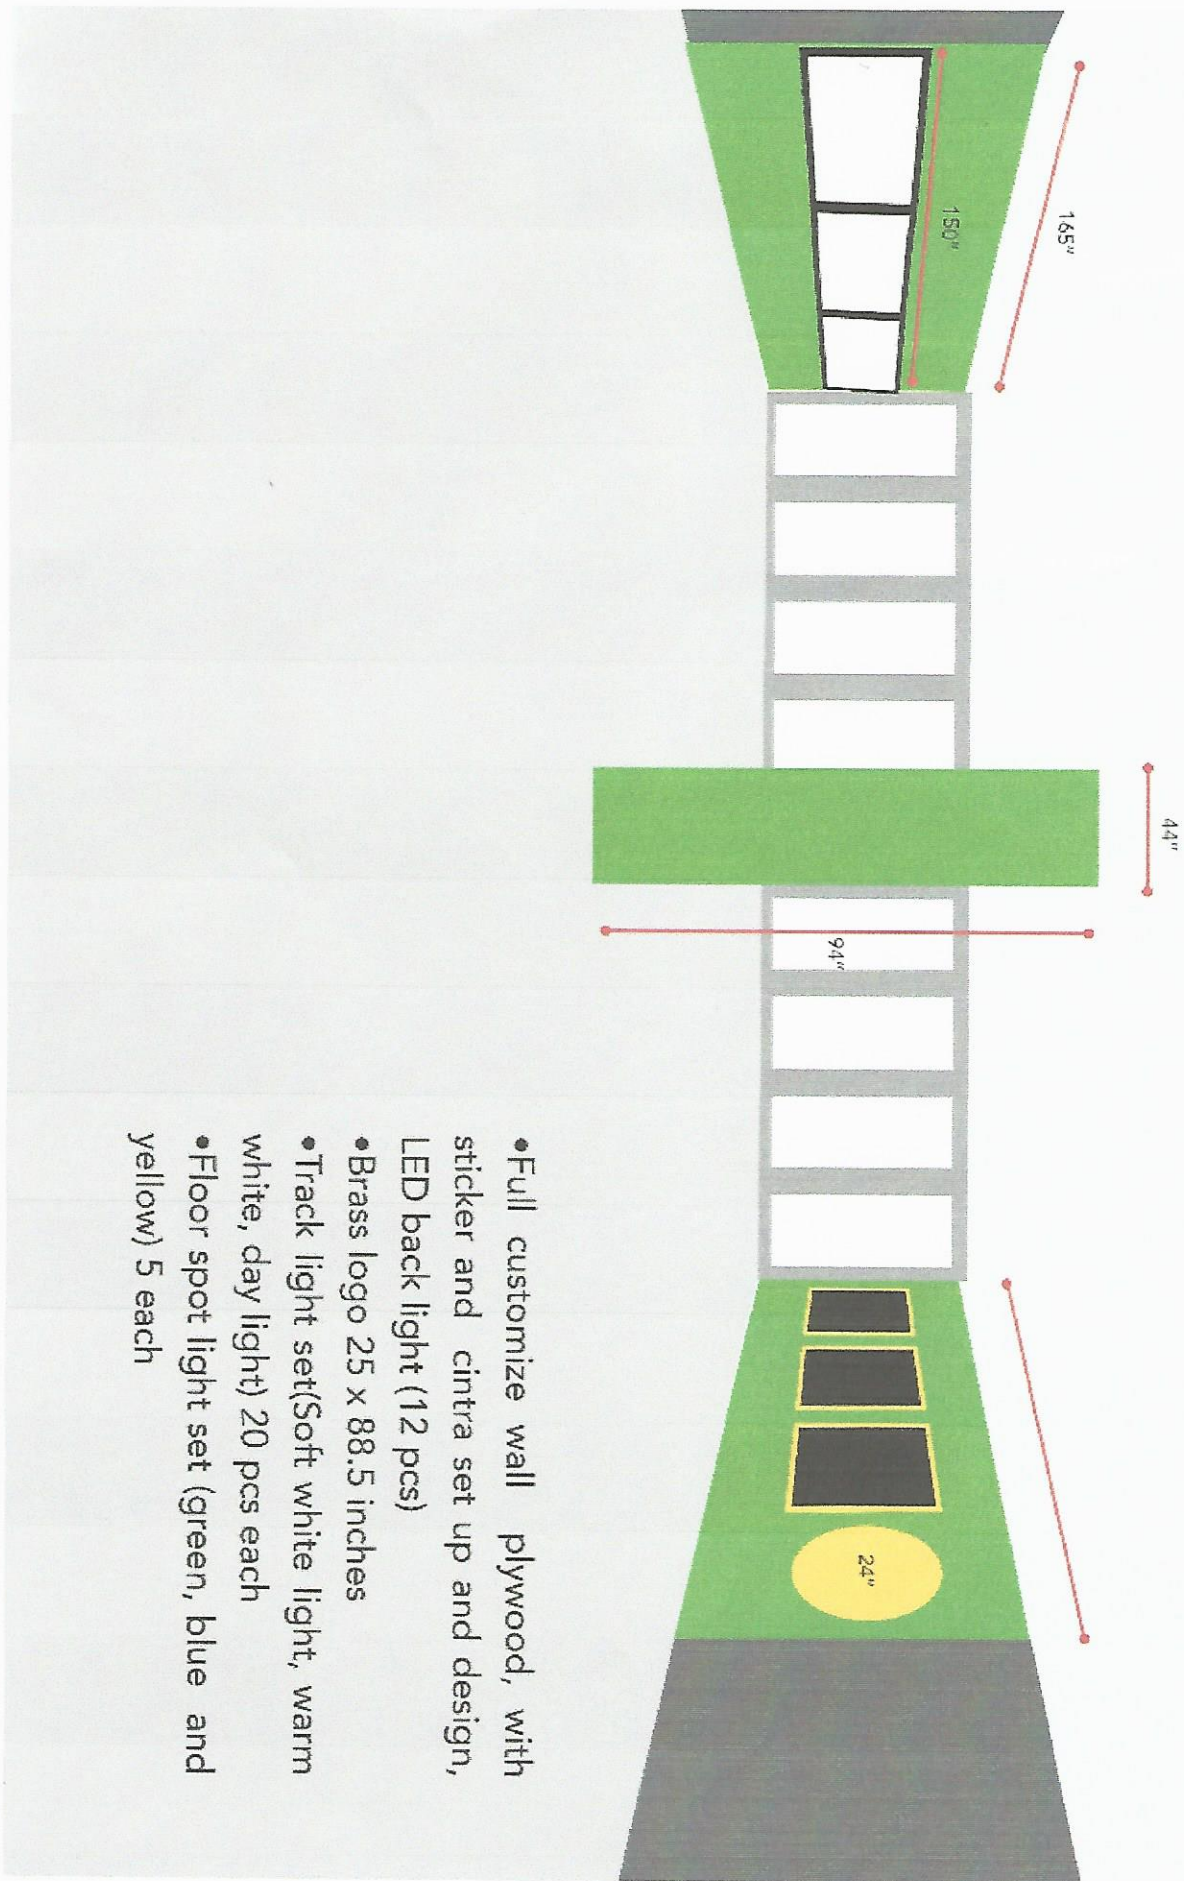 165"
150"
44"
94"
24"
•Full customize wall plywood, with
sticker and cintra set up and design,
LED back light (12 pcs)
•Brass logo 25 x 88.5 inches
•Track light set(Soft white light, warm
white, day light) 20 pcs each
•Floor spot light set (green, blue and
yellow) 5 each